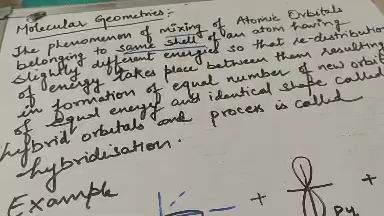 Molecular Geometries :-
The phenomenon of mixing of Atomic Orbitals
belonging to same shell of an atom having
slightly different energies so that re-distribution
of energy takes place between them resulting
in formation of equal number of new orbit
of equal energy and identical shape called
hybrid orbitals and process is called
hybridisation.
Example
+ +
py